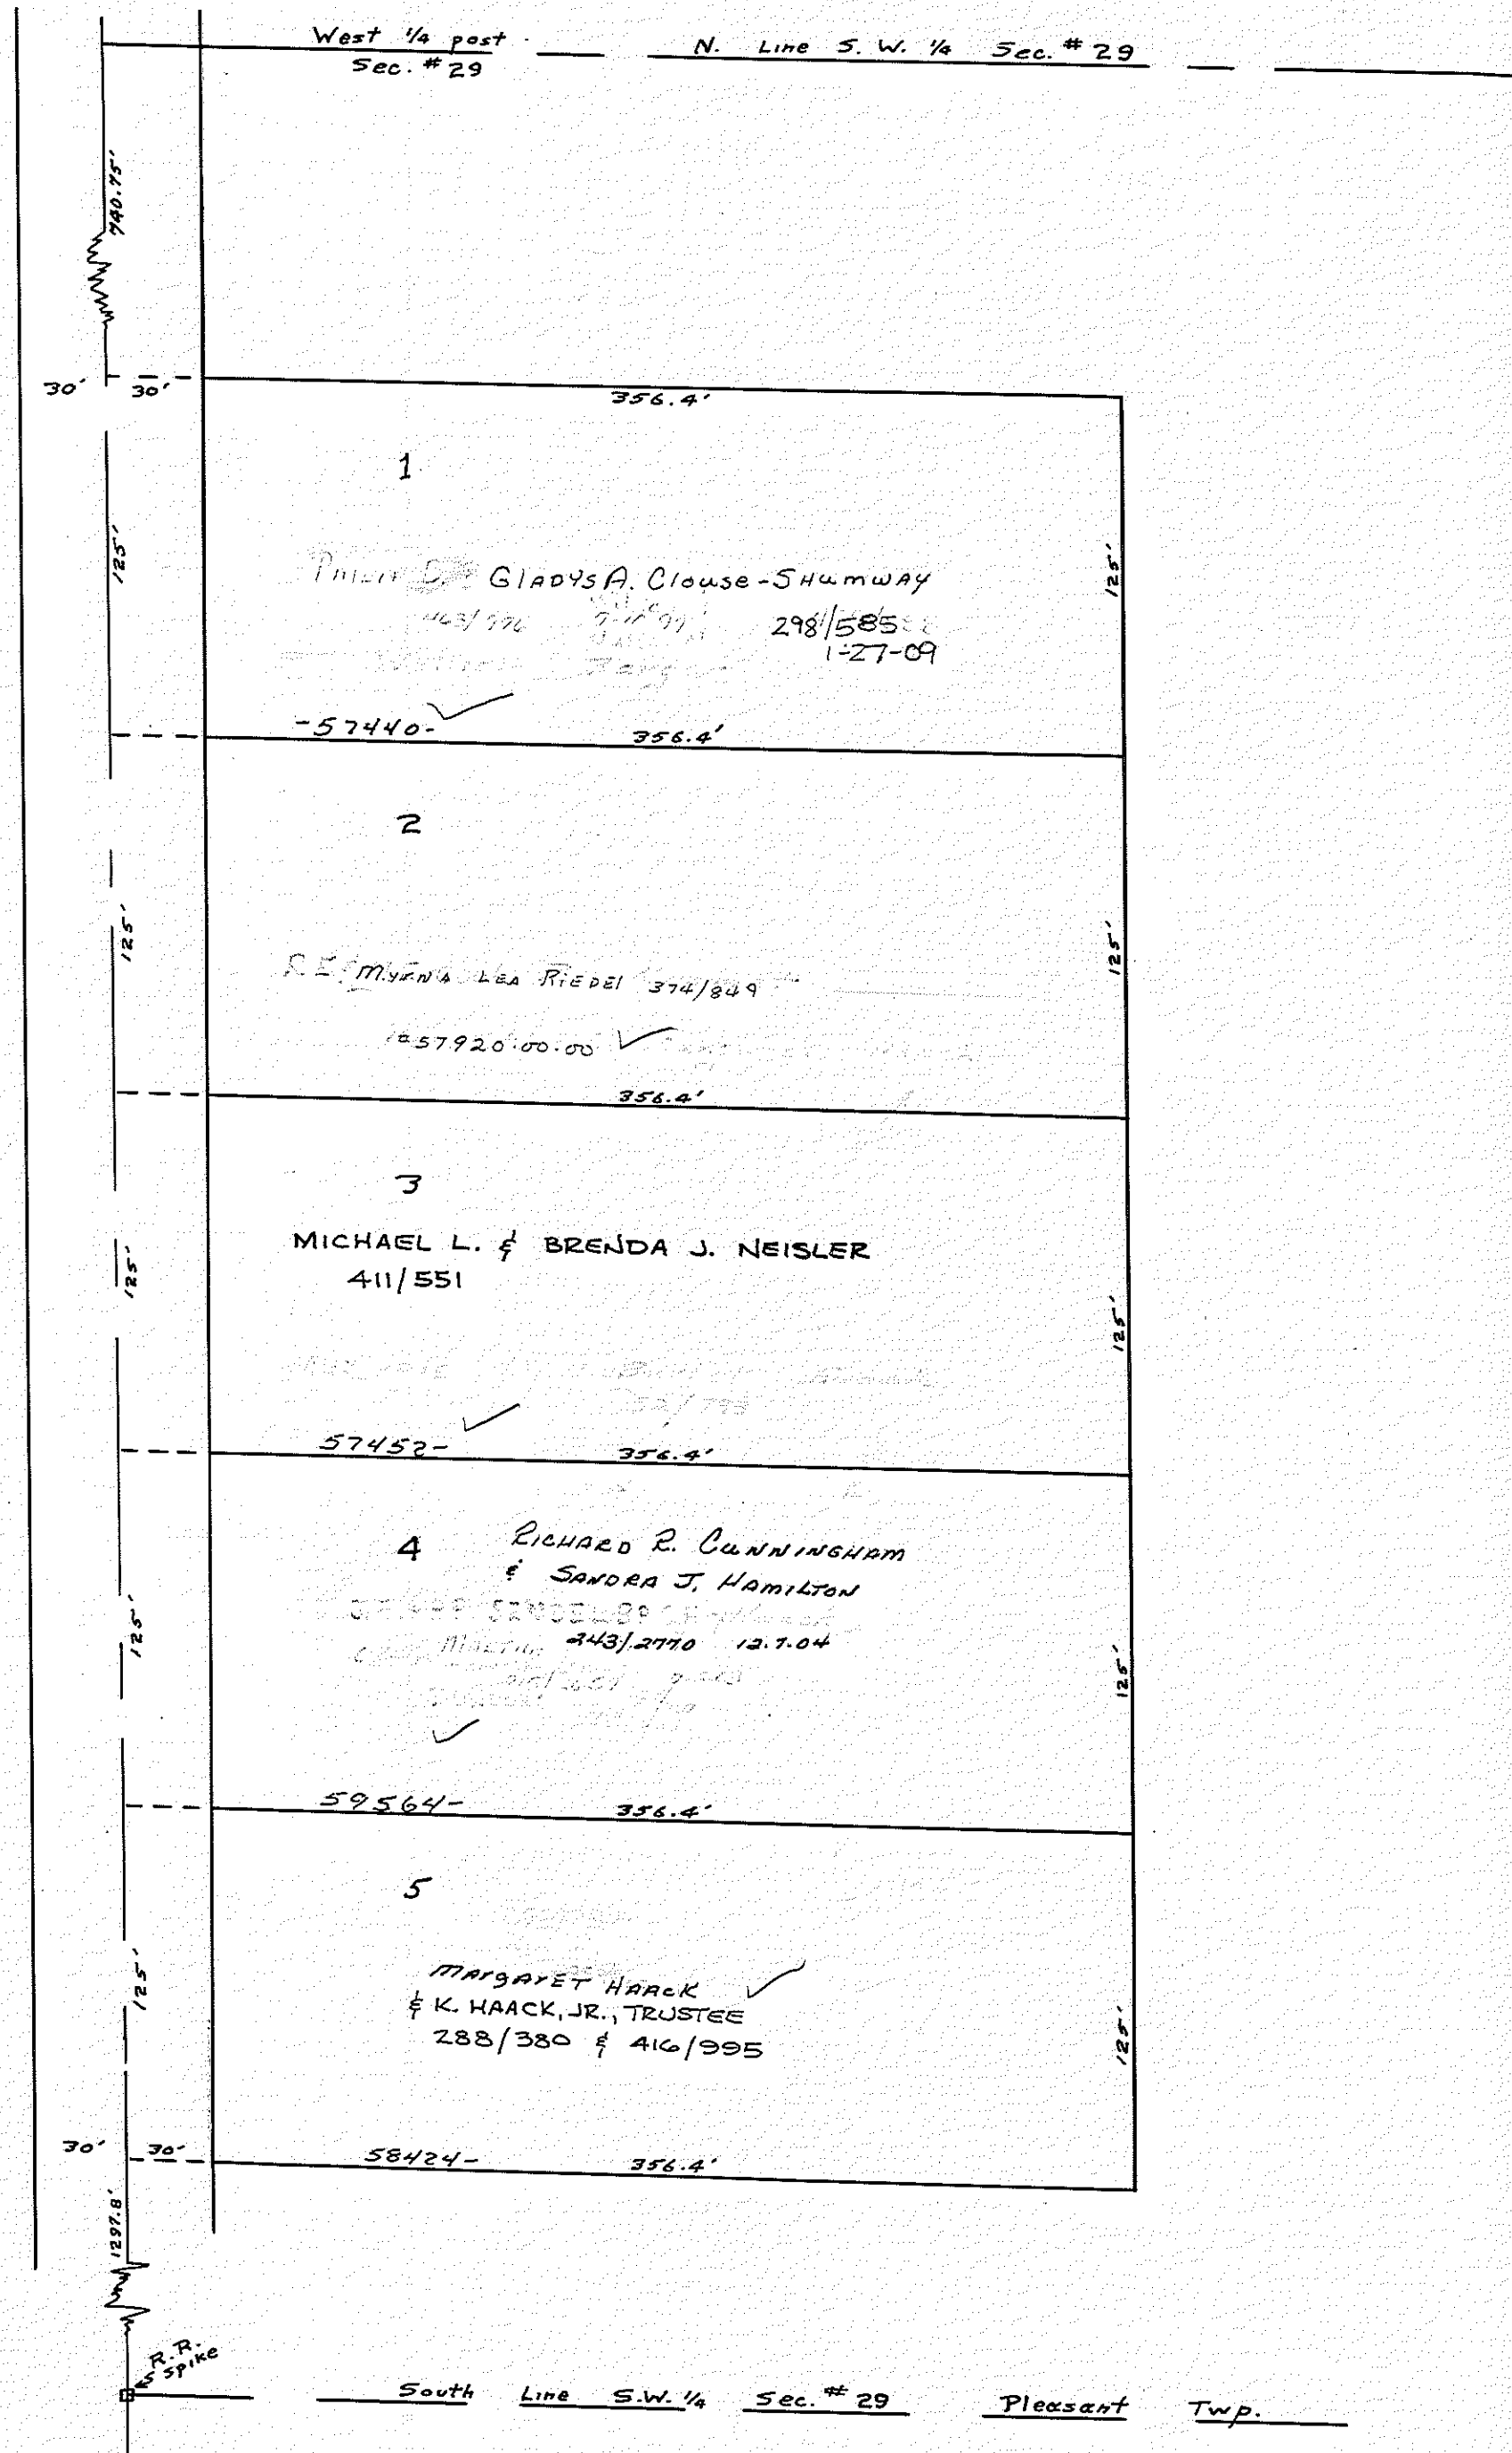 West 1/4 post
Sec. # 29
N. Line S. W. 1/4 Sec. # 29
740.75'
30' 30'
356.4'
1
125'
125'
GLADYS A. Clouse-SHUMWAY
298/585
1-27-09
-57440-
356.4'
2
125'
125'
MYRNA LEA RIEDEl 374/849
57920.00.00
356.4'
3
MICHAEL L. & BRENDA J. NEISLER
411/551
125'
125'
57452-
356.4'
4
RICHARD R. CUNNINGHAM
& SANDRA J. HAMILTON
243/2770 12.7.04
125'
125'
59564-
356.4'
5
MArgArET HAAcK
& K. HAACK, JR., TRUSTEE
288/380 & 416/995
125'
125'
30' 30'
58424-
356.4'
1297.8'
R.R.
Spike
South Line S.W. 1/4 Sec. # 29 Pleasant Twp.